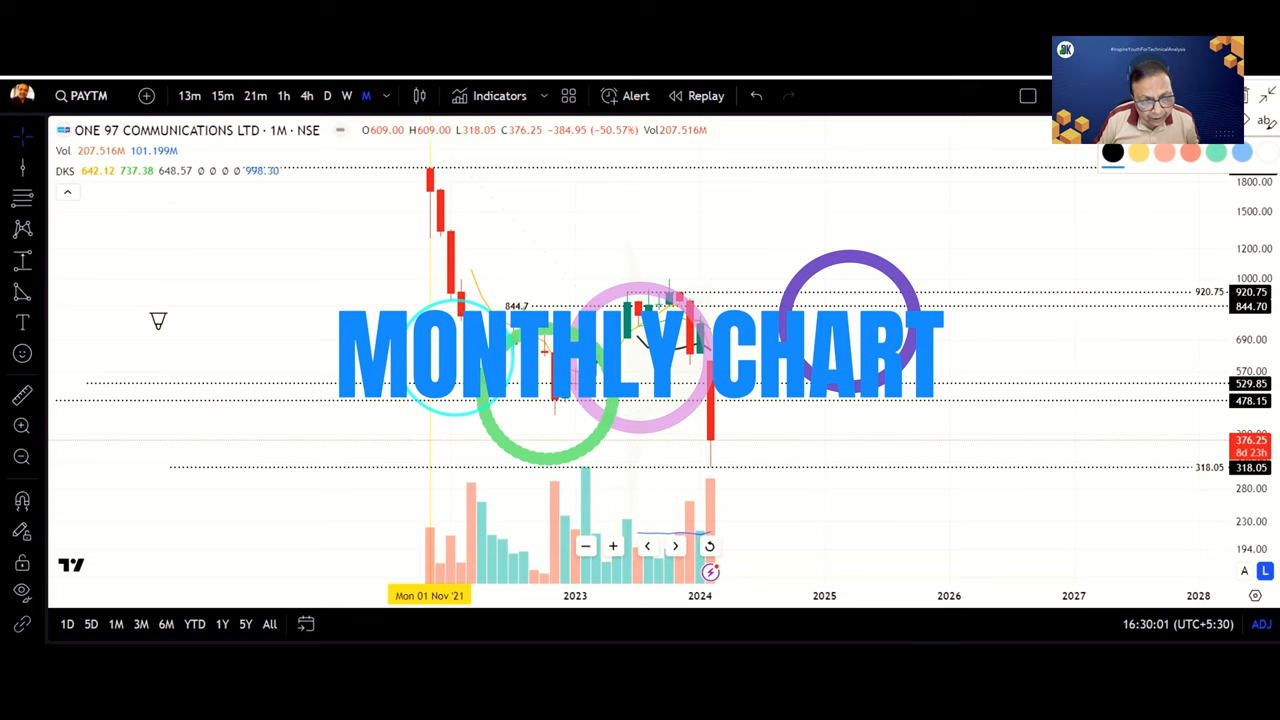 #InspireYouthForTechnicalAnalysis
DK
PAYTM 13m 15m 21m 1h 4h D W M Indicators Alert Replay
ONE 97 COMMUNICATIONS LTD · 1M · NSE O609.00 H609.00 L318.05 C376.25 -384.95 (-50.57%) Vol207.516M
ab
Vol 207.516M 101.199M
DKS 642.12 737.38 648.57 Ø Ø Ø Ø 998.30
1800.00
1500.00
1200.00
1000.00
920.75 920.75
844.7 844.70
MONTHLY CHART
690.00
570.00
529.85
478.15
376.25
8d 23h
318.05 318.05
280.00
230.00
194.00
A L
Mon 01 Nov '21 2023 2024 2025 2026 2027 2028
1D 5D 1M 3M 6M YTD 1Y 5Y All 16:30:01 (UTC+5:30) ADJ